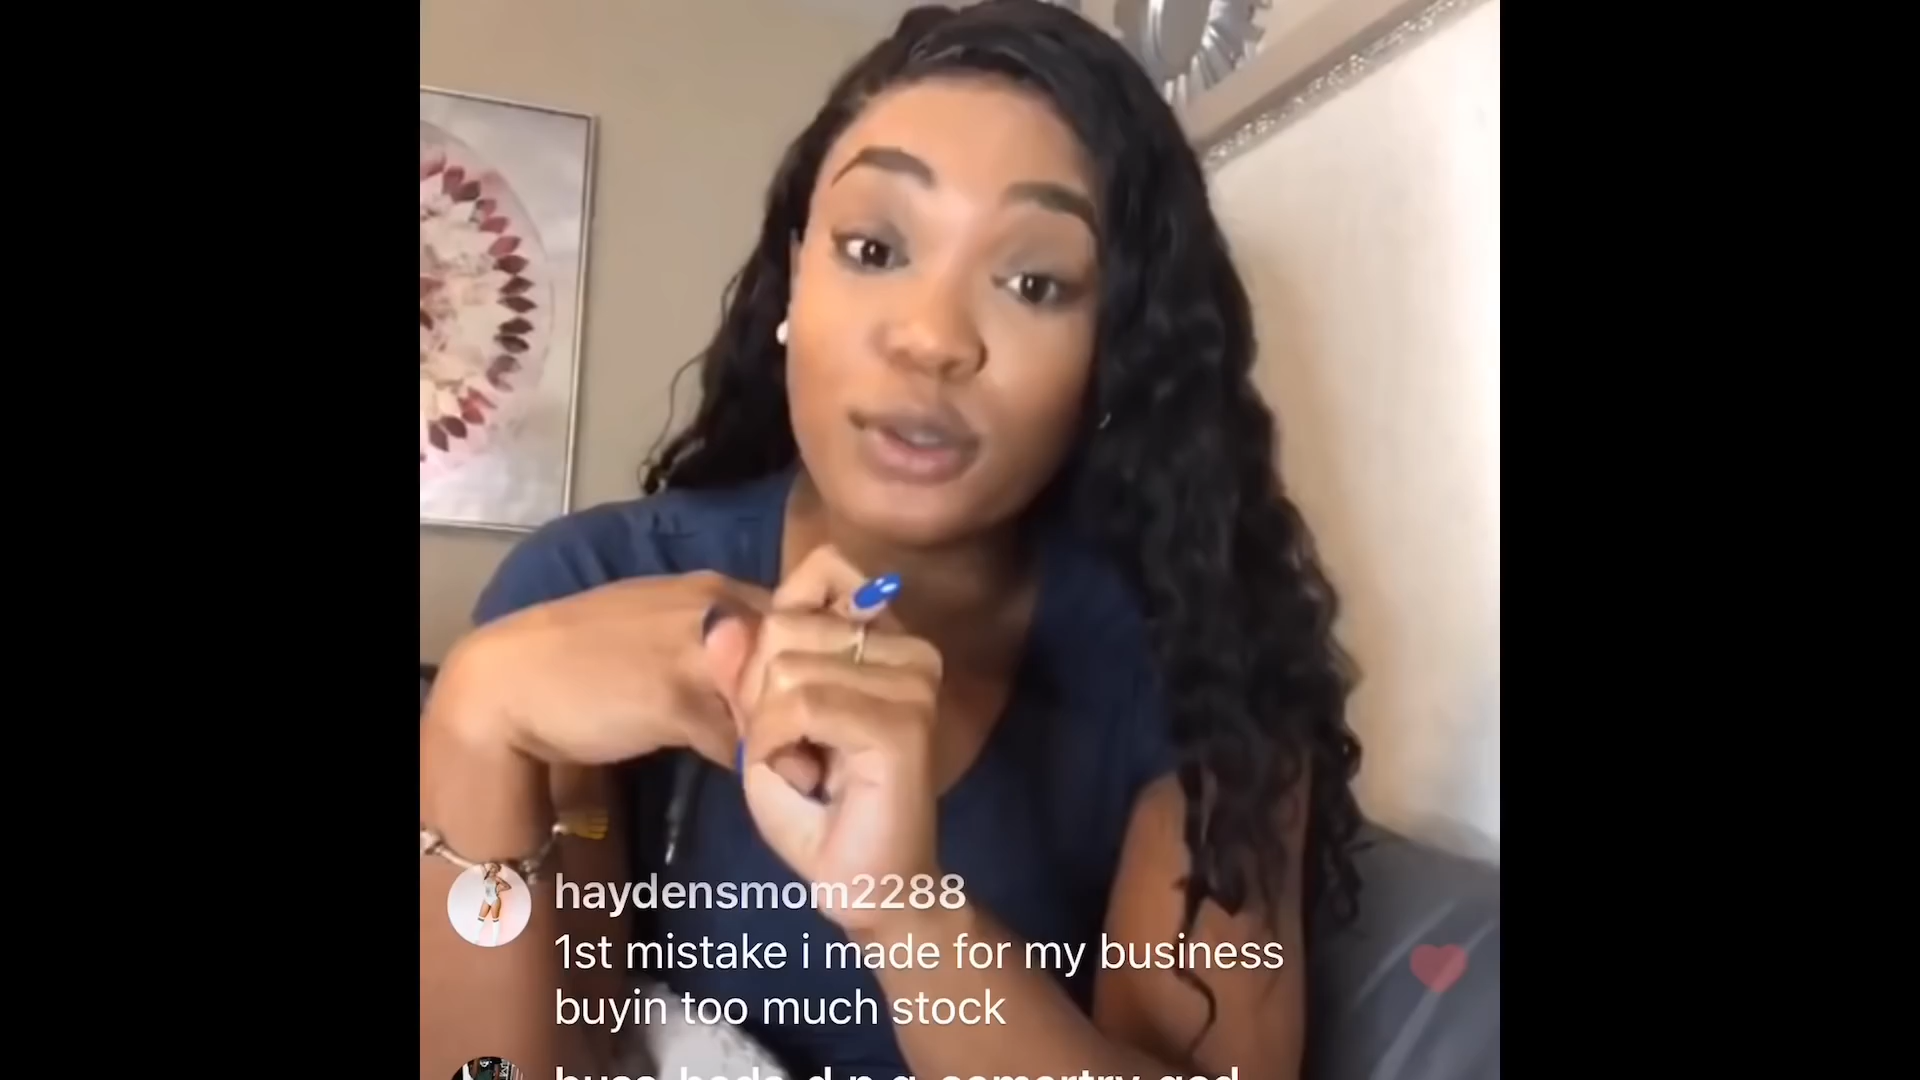 haydensmom2288
1st mistake i made for my business
buyin too much stock